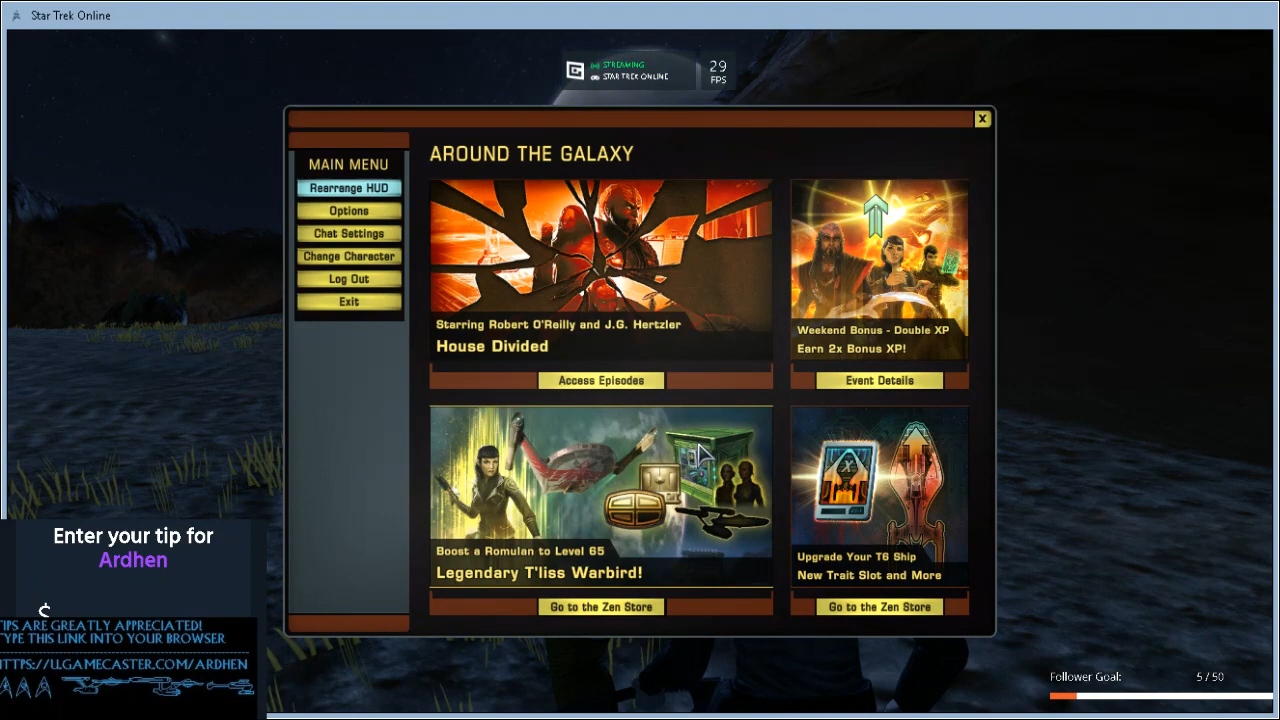 Star Trek Online
STREAMING
STAR TREK ONLINE
29
FPS
X
MAIN MENU
Rearrange HUD
Options
Chat Settings
Change Character
Log Out
Exit
AROUND THE GALAXY
Starring Robert O'Reilly and J.G. Hertzler
House Divided
Access Episodes
Weekend Bonus - Double XP
Earn 2x Bonus XP!
Event Details
Boost a Romulan to Level 65
Legendary T'liss Warbird!
Go to the Zen Store
Upgrade Your T6 Ship
New Trait Slot and More
Go to the Zen Store
Enter your tip for
Ardhen
TIPS ARE GREATLY APPRECIATED!
TYPE THIS LINK INTO YOUR BROWSER
HTTPS://U.GAMECASTER.COM/ARDHEN
Follower Goal:
5 / 50